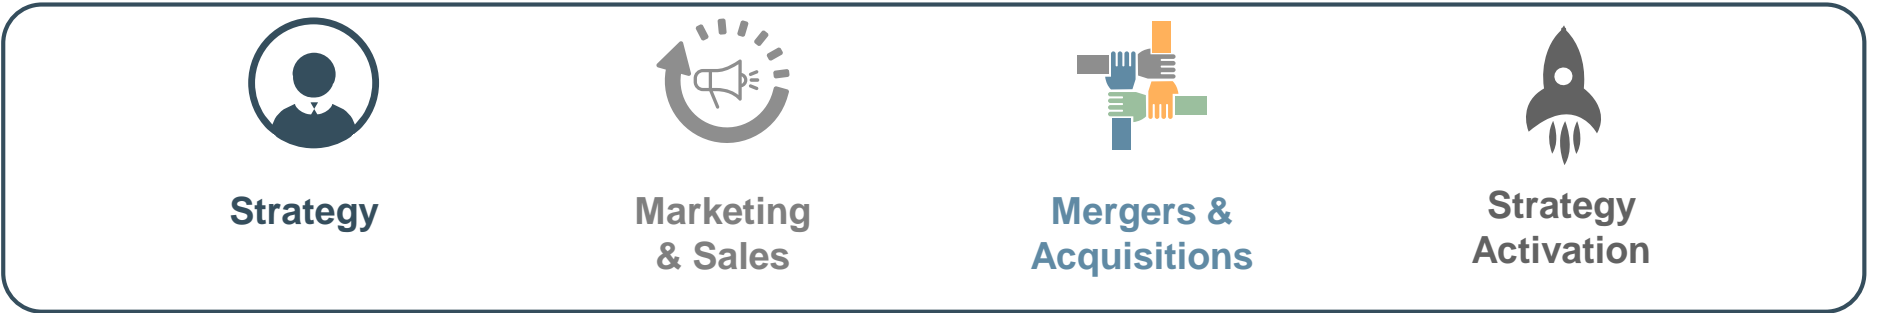 Strategy
Marketing
& Sales
Mergers &
Acquisitions
Strategy
Activation